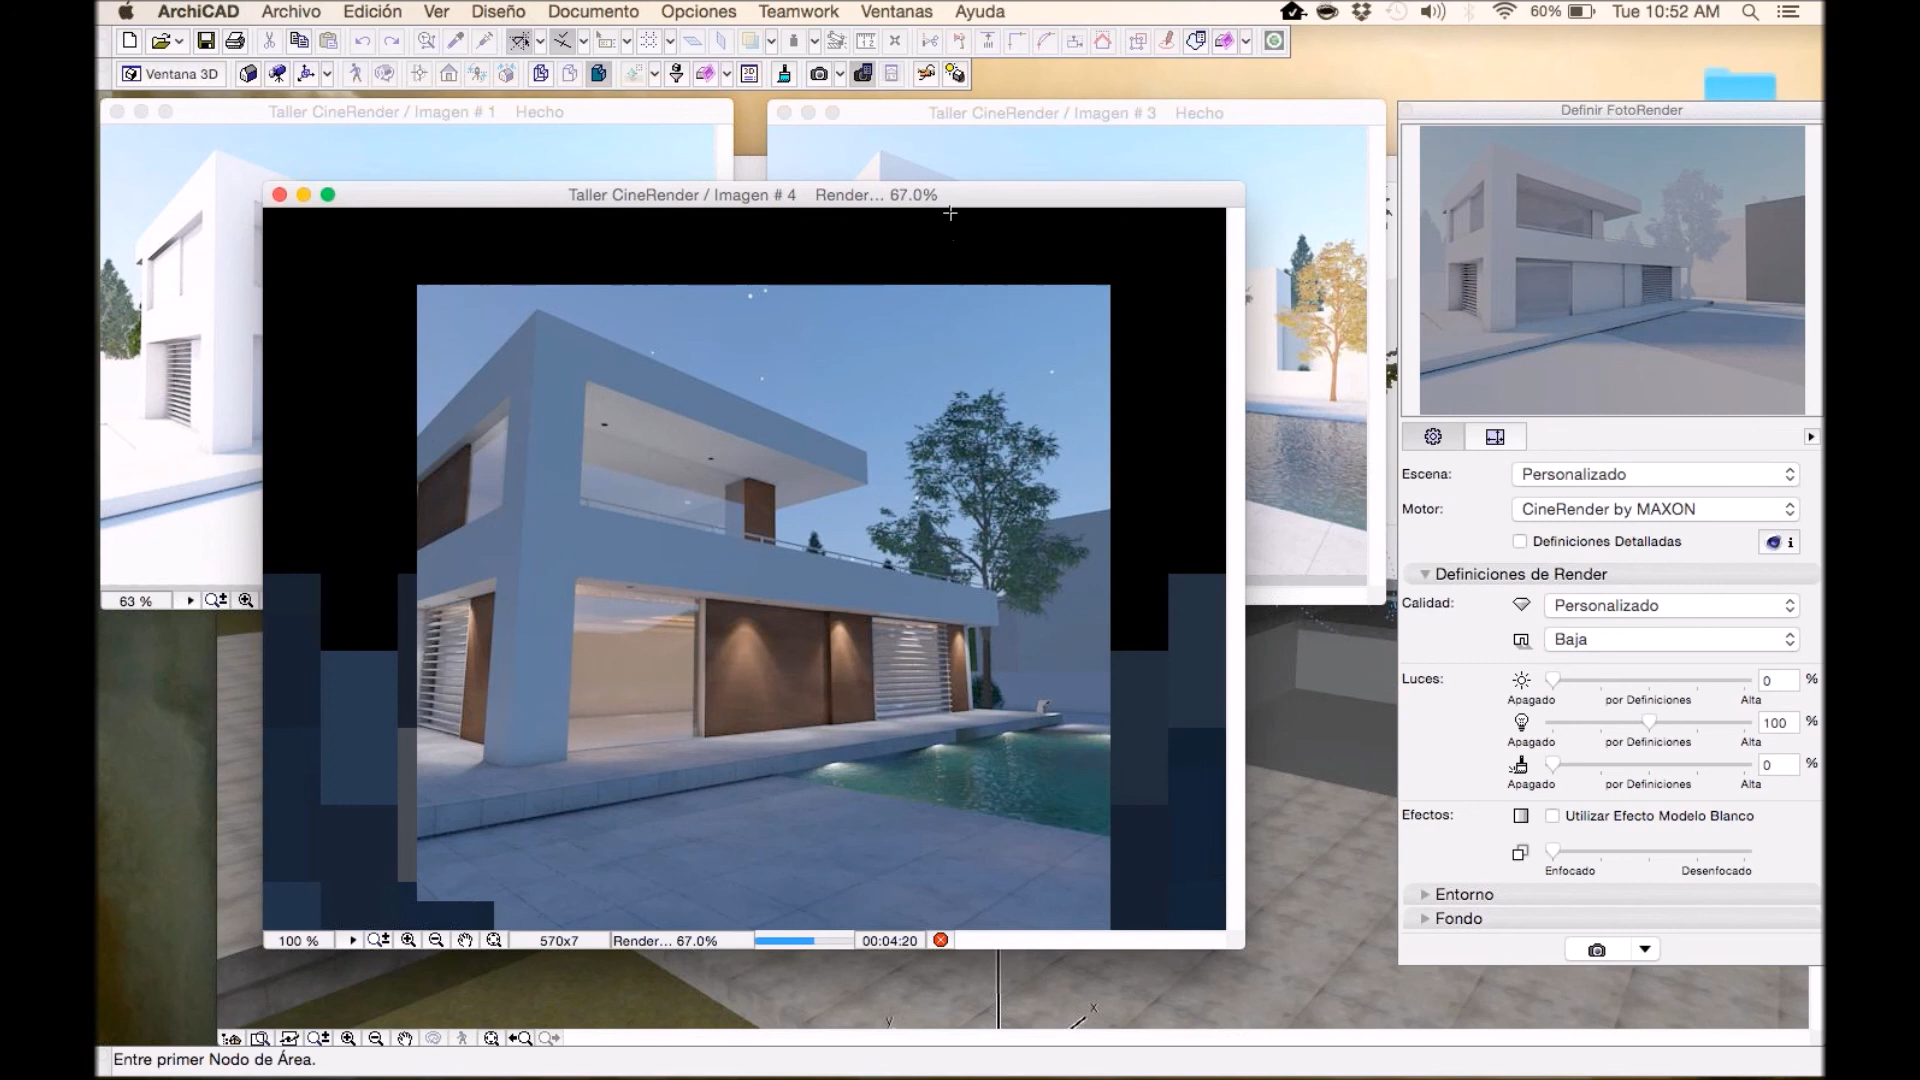 ArchiCAD Archivo Edición Ver Diseño Documento Opciones Teamwork Ventanas Ayuda 60% Tue 10:52 AM
Ventana 3D
Taller CineRender / Imagen # 1 Hecho
Taller CineRender / Imagen # 3 Hecho
Definir FotoRender
Taller CineRender / Imagen # 4 Render... 67.0%
Escena: Personalizado
Motor: CineRender by MAXON
Definiciones Detalladas
Definiciones de Render
Calidad: Personalizado
Baja
Luces: 0 %
Apagado por Definiciones Alta
100 %
Apagado por Definiciones Alta
0 %
Apagado por Definiciones Alta
Efectos: Utilizar Efecto Modelo Blanco
Enfocado Desenfocado
Entorno
Fondo
63 %
100 % 570x7 Render... 67.0% 00:04:20
y x
Entre primer Nodo de Área.